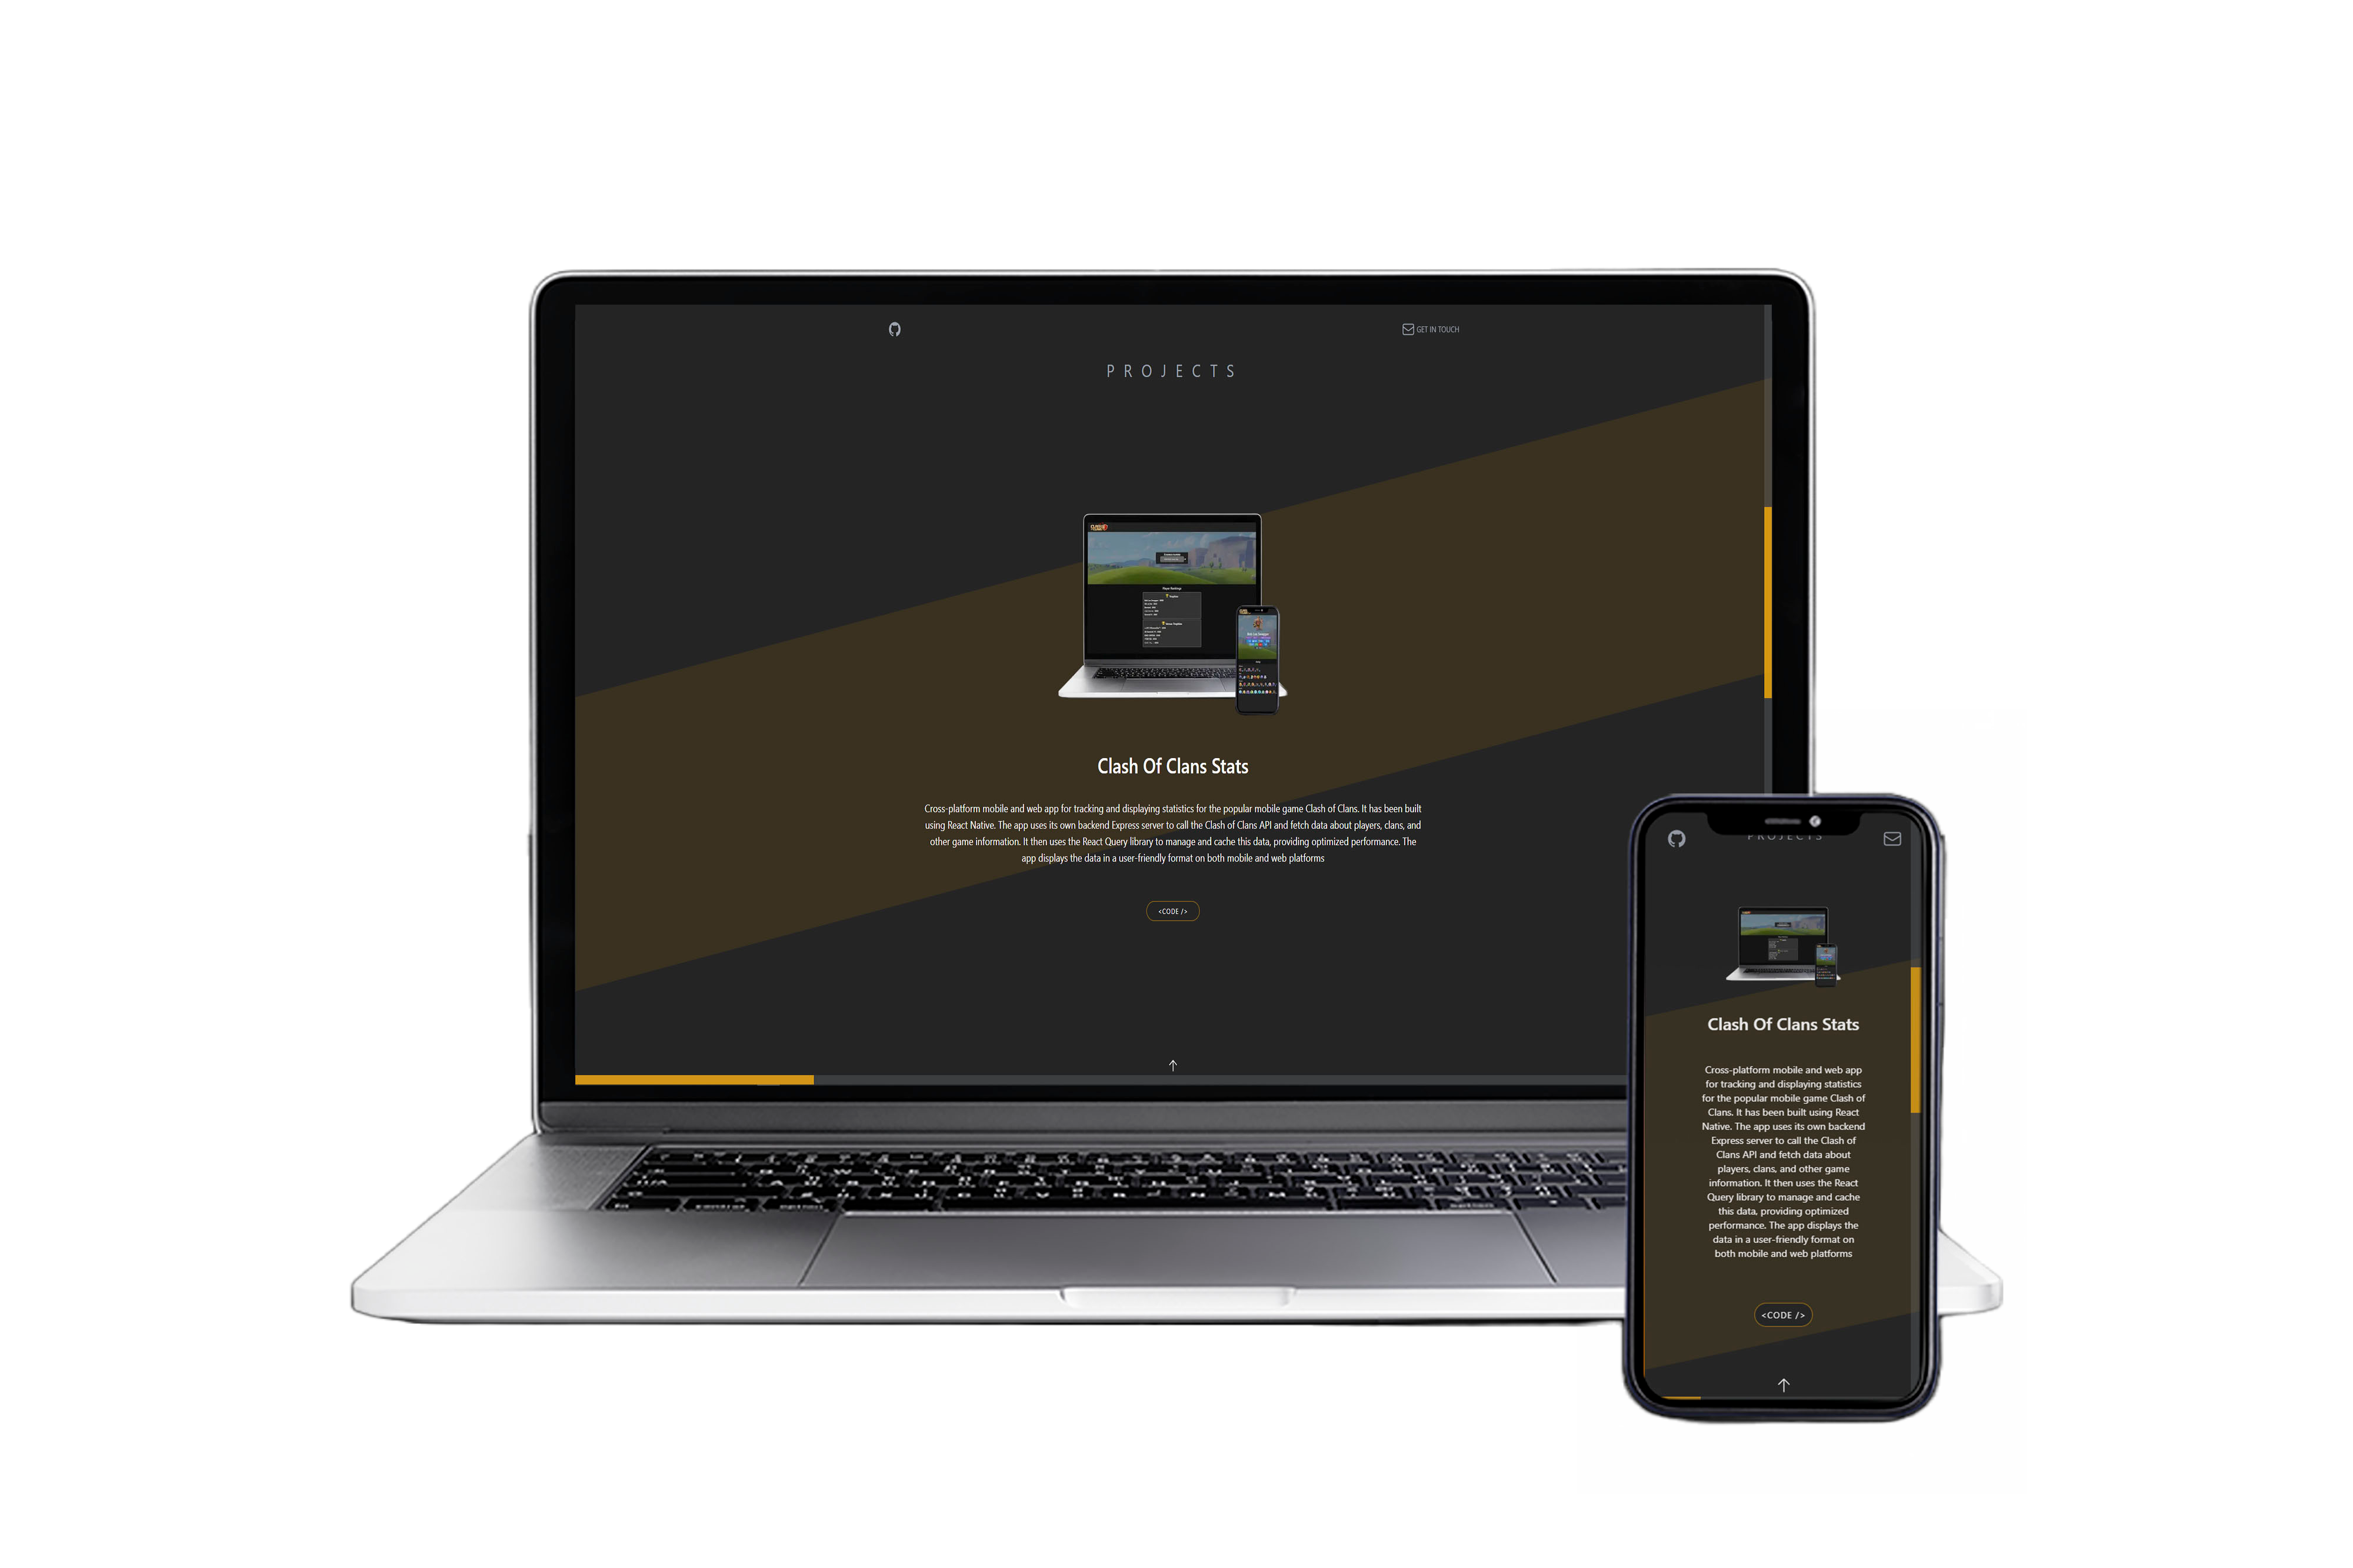 GET IN TOUCH
PROJECTS
Clash Of Clans Stats
Cross-platform mobile and web app for tracking and displaying statistics for the popular mobile game Clash of Clans. It has been built
using React Native. The app uses its own backend Express server to call the Clash of Clans API and fetch data about players, clans, and
other game information. It then uses the React Query library to manage and cache this data, providing optimized performance. The
app displays the data in a user-friendly format on both mobile and web platforms
<CODE />
PROJECTS
Clash Of Clans Stats
Cross-platform mobile and web app
for tracking and displaying statistics
for the popular mobile game Clash of
Clans. It has been built using React
Native. The app uses its own backend
Express server to call the Clash of
Clans API and fetch data about
players, clans, and other game
information. It then uses the React
Query library to manage and cache
this data, providing optimized
performance. The app displays the
data in a user-friendly format on
both mobile and web platforms
<CODE />